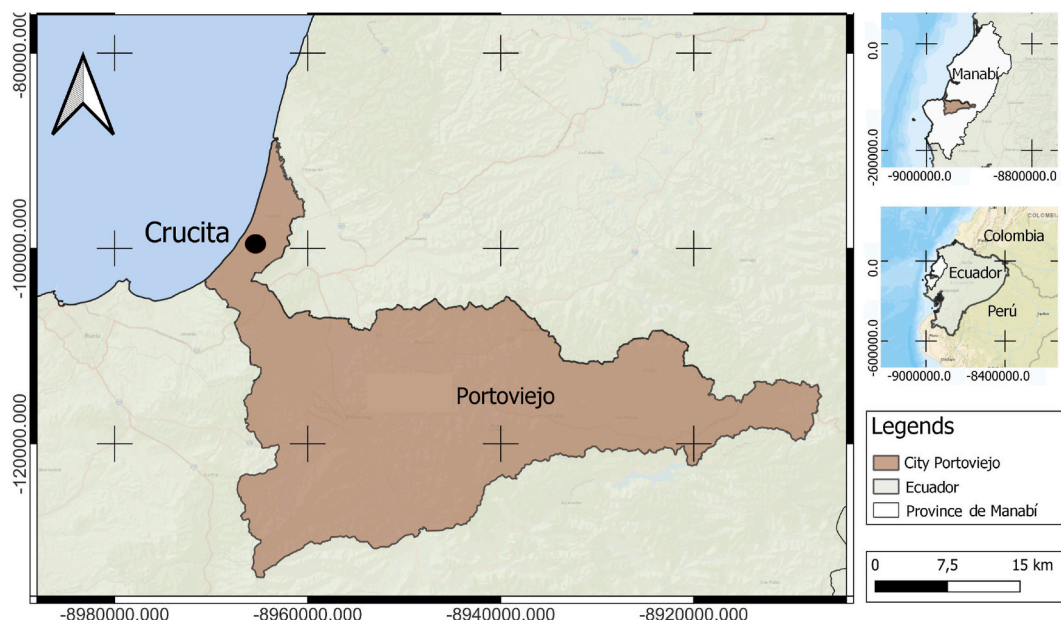 -80000.000
-100000.000
-120000.000
-8980000.000
-8960000.000
-8940000.000
-8920000.000
Crucita
Portoviejo
0.0
-200000.0
Manabí
-9000000.0
-8800000.0
0.0
-600000.0
COLOMBIA
Colombia
Ecuador
Perú
-9000000.0
-8400000.0
Legends
City Portoviejo
Ecuador
Province de Manabí
0
7,5
15 km